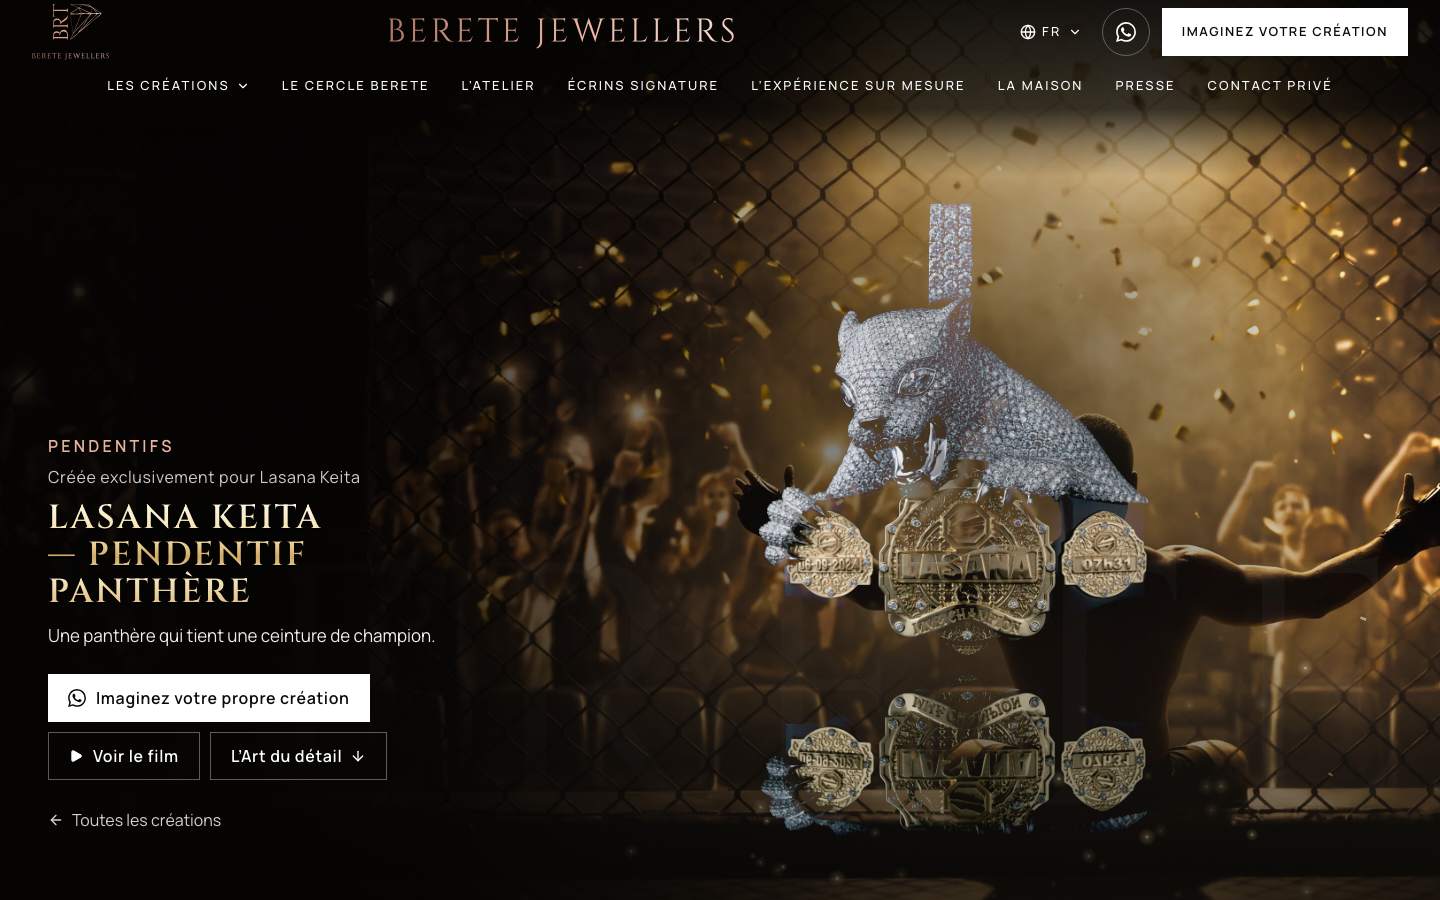 BRT
BERETE JEWELLERS
BERETE JEWELLERS
FR
IMAGINEZ VOTRE CRÉATION
LES CRÉATIONS
LE CERCLE BERETE
L'ATELIER
ÉCRINS SIGNATURE
L'EXPÉRIENCE SUR MESURE
LA MAISON
PRESSE
CONTACT PRIVÉ
PENDENTIFS
Créée exclusivement pour Lasana Keita
LASANA KEITA
— PENDENTIF
PANTHÈRE
Une panthère qui tient une ceinture de champion.
Imaginez votre propre création
Voir le film
L'Art du détail
Toutes les créations
LASANA
07h31